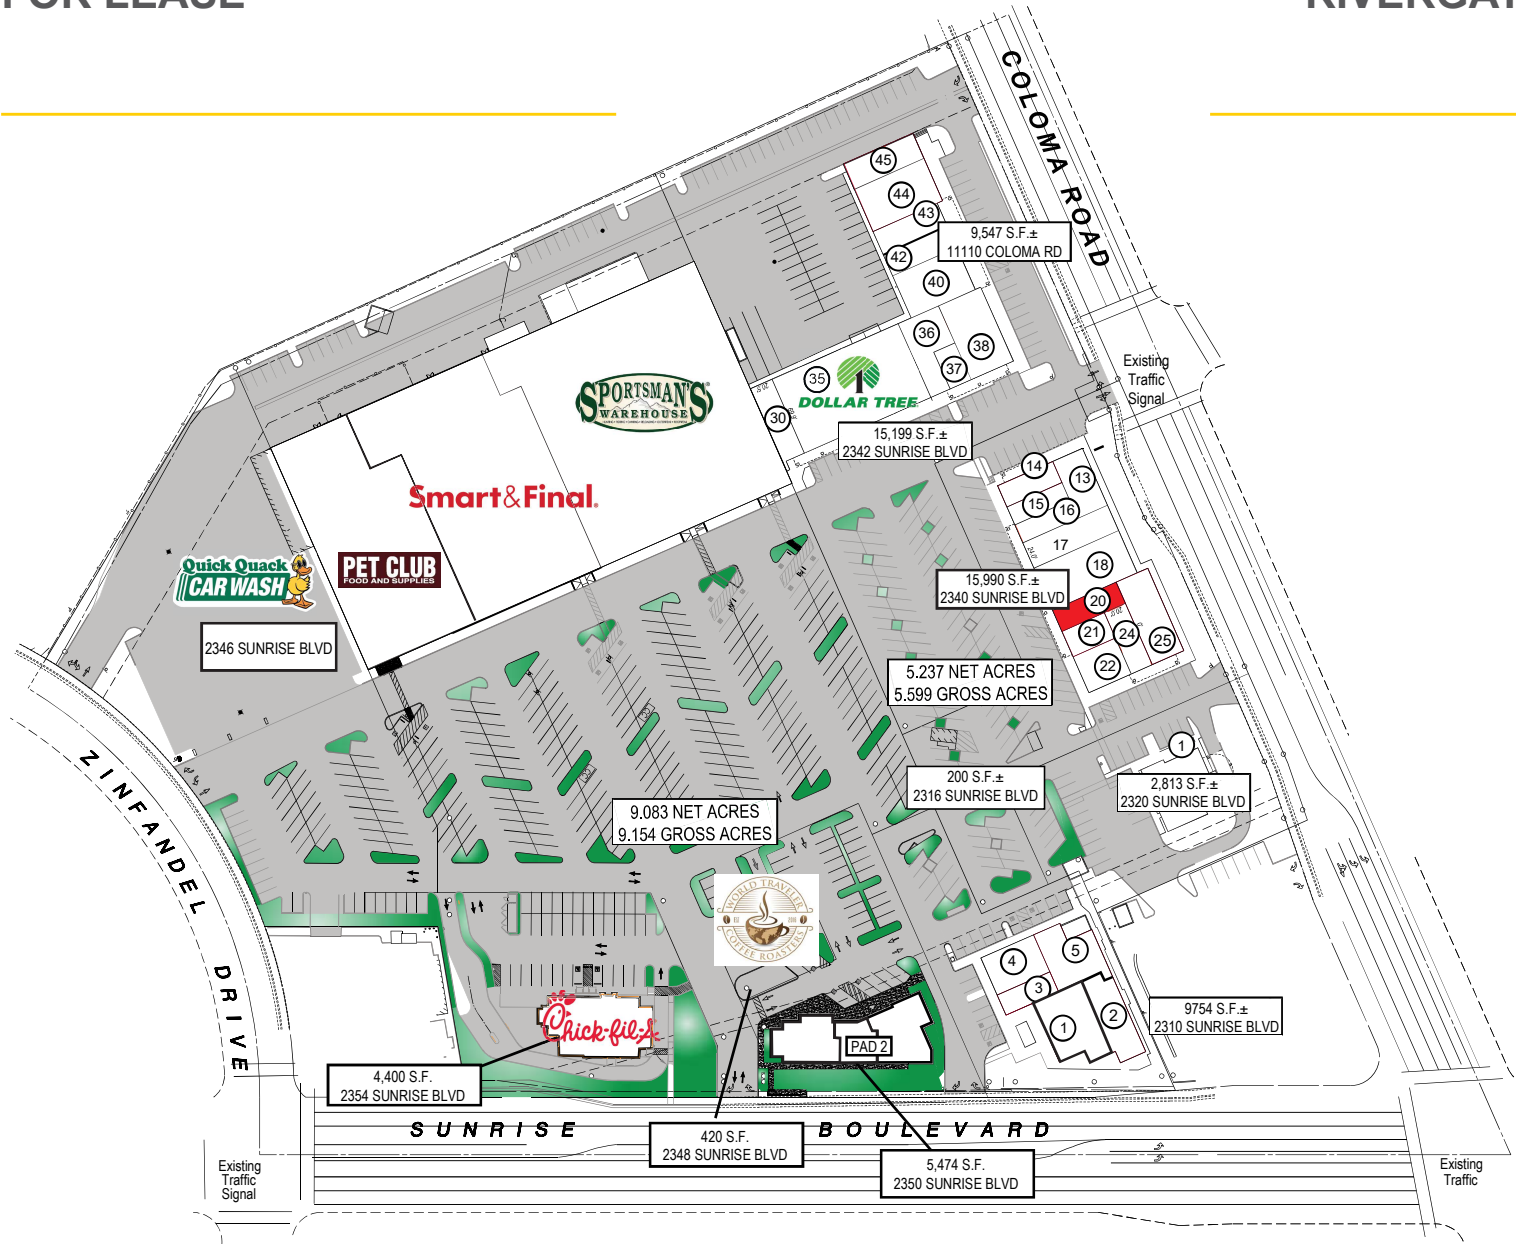 FOR LEASE
COLOMA ROAD
45
44
43
9,547 S.F.±
11110 COLOMA RD
42
40
36
38
37
35
DOLLAR TREE
30
Existing
Traffic
Signal
SPORTSMAN'S®
WAREHOUSE
15,199 S.F.±
2342 SUNRISE BLVD
14
13
15
16
17
18
Smart&Final.
PET CLUB
FOOD AND SUPPLIES
Quick Quack
CAR WASH
15,990 S.F.±
2340 SUNRISE BLVD
20
21
24
25
22
2346 SUNRISE BLVD
5.237 NET ACRES
5.599 GROSS ACRES
1
200 S.F.±
2316 SUNRISE BLVD
2,813 S.F.±
2320 SUNRISE BLVD
9.083 NET ACRES
9.154 GROSS ACRES
ZINFANDEL DRIVE
WORLD TRAVELER
COFFEE ROASTERS
5
4
3
2
1
9754 S.F.±
2310 SUNRISE BLVD
Chick-fil-A
PAD 2
4,400 S.F.
2354 SUNRISE BLVD
SUNRISE BOULEVARD
420 S.F.
2348 SUNRISE BLVD
5,474 S.F.
2350 SUNRISE BLVD
Existing
Traffic
Signal
Existing
Traffic